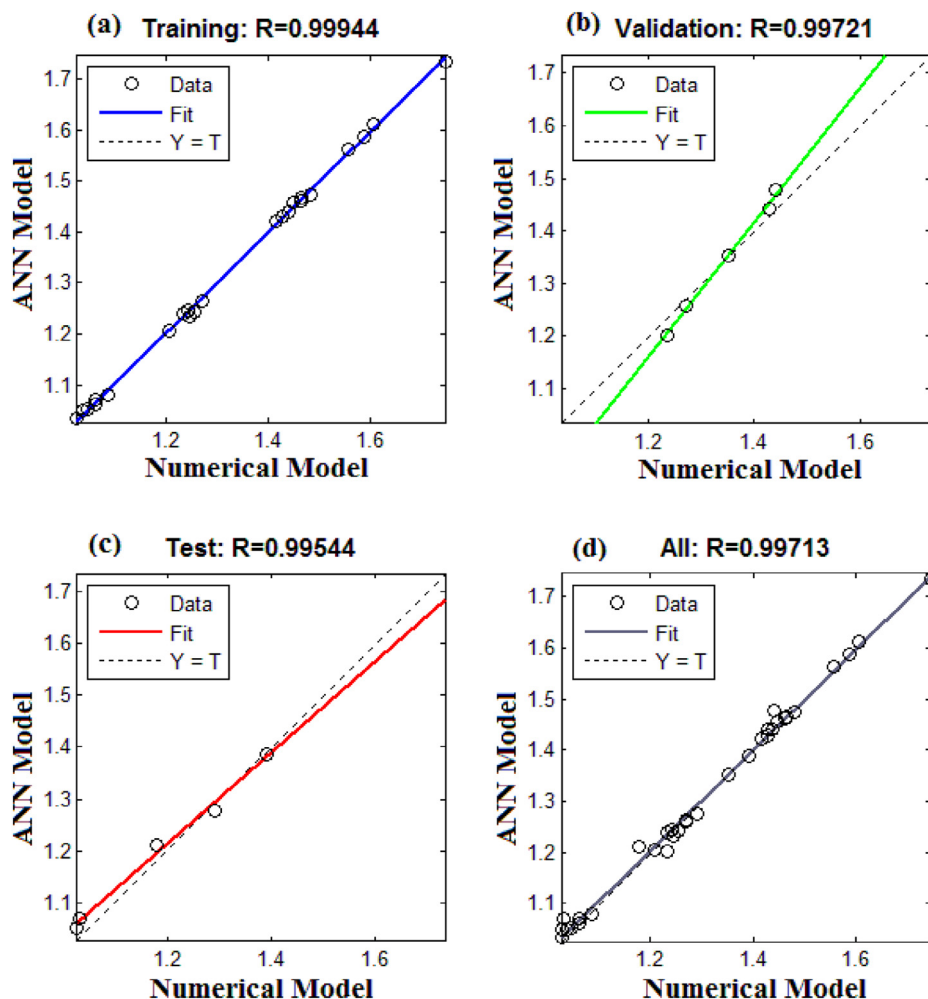 (a) Training: R=0.99944
ANN Model
1.7
1.6
1.5
1.4
1.3
1.2
1.1
Data
Fit
Y = T
1.2 1.4 1.6
Numerical Model
(b) Validation: R=0.99721
ANN Model
1.7
1.6
1.5
1.4
1.3
1.2
1.1
Data
Fit
Y = T
1.2 1.4 1.6
Numerical Model
(c) Test: R=0.99544
ANN Model
1.7
1.6
1.5
1.4
1.3
1.2
1.1
Data
Fit
Y = T
1.2 1.4 1.6
Numerical Model
(d) All: R=0.99713
ANN Model
1.7
1.6
1.5
1.4
1.3
1.2
1.1
Data
Fit
Y = T
1.2 1.4 1.6
Numerical Model